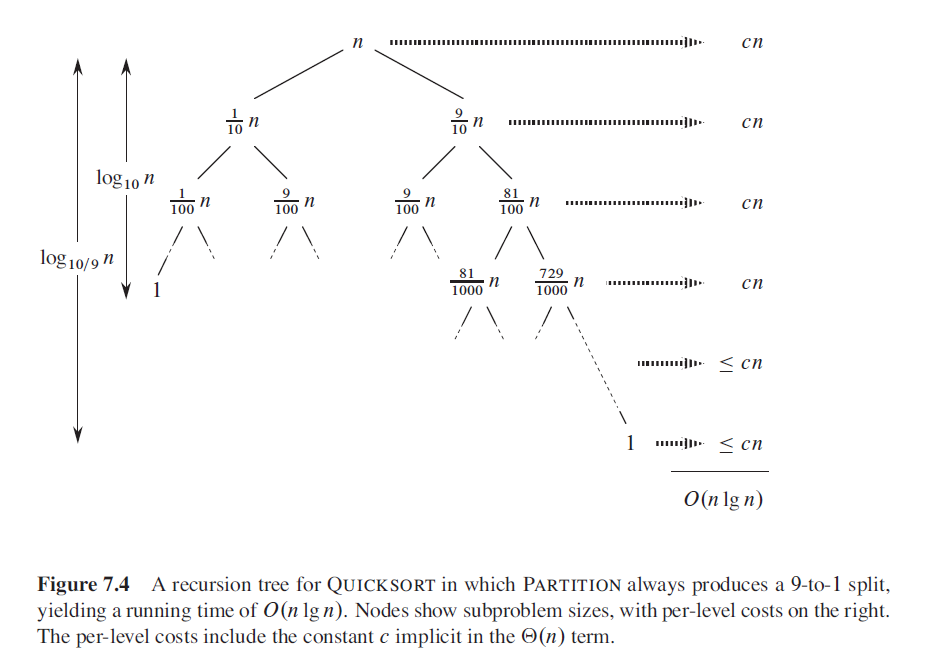 n cn
1/10 n 9/10 n cn
log₁₀ n
1/100 n 9/100 n 9/100 n 81/100 n cn
log₁₀/₉ n
1 81/1000 n 729/1000 n cn
≤ cn
1 ≤ cn
O(n lg n)
Figure 7.4 A recursion tree for QUICKSORT in which PARTITION always produces a 9-to-1 split,
yielding a running time of O(n lg n). Nodes show subproblem sizes, with per-level costs on the right.
The per-level costs include the constant c implicit in the Θ(n) term.